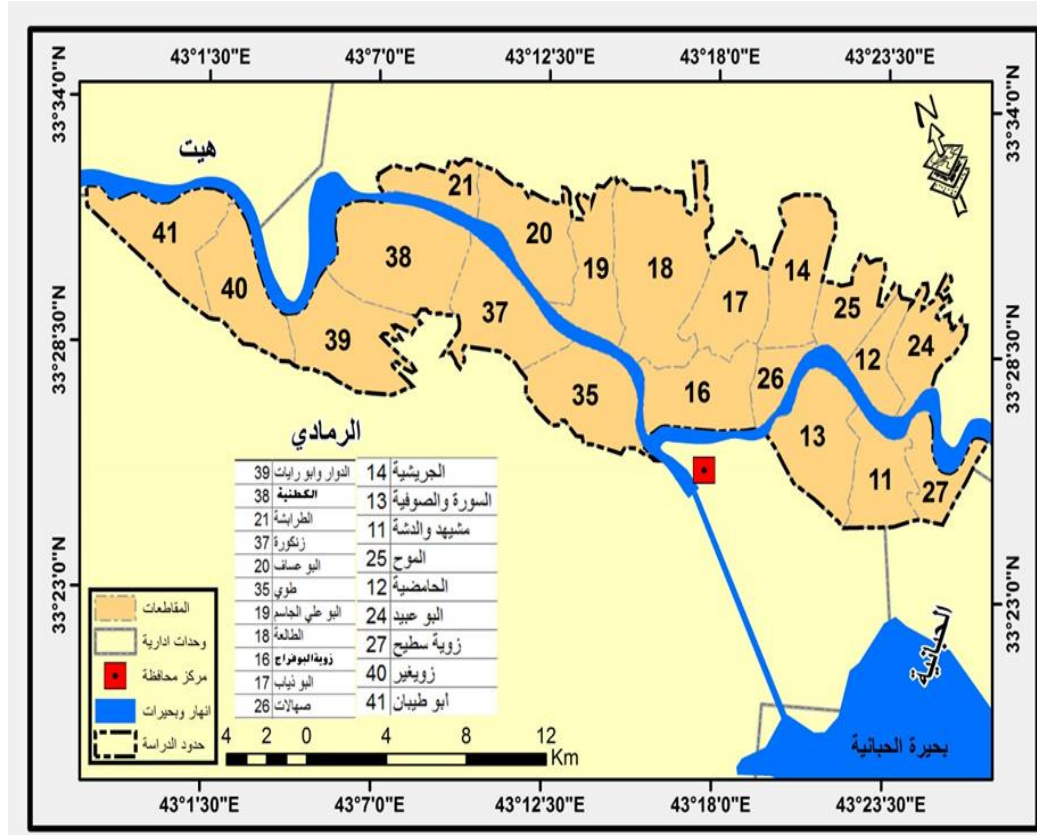 43°1'30"E 43°7'0"E 43°12'30"E 43°18'0"E 43°23'30"E
33°34'0"N
33°34'0"N
N
هيت
21
41
20
38
40
19
18
14
17
25
37
12
24
39
35
16
26
13
11
27
33°28'30"N
33°28'30"N
الرمادي
39 الدوار وابو رايات
38 الكطنية
21 الطرابشة
37 زنكورة
20 البو عساف
35 طوي
19 البو علي الجاسم
18 الطالعة
16 زوية البوفراج
17 البو ذياب
26 صهالات
14 الجريشية
13 السورة والصوفية
11 مشيهد والدشة
25 الموح
12 الحامضية
24 البو عبيد
27 زوية سطيح
40 زويغير
41 ابو طيبان
33°23'0"N
33°23'0"N
المقاطعات
وحدات ادارية
مركز محافظة
انهار وبحيرات
حدود الدراسة
الحبانية
بحيرة الحبانية
4 2 0 4 8 12
Km
43°1'30"E 43°7'0"E 43°12'30"E 43°18'0"E 43°23'30"E